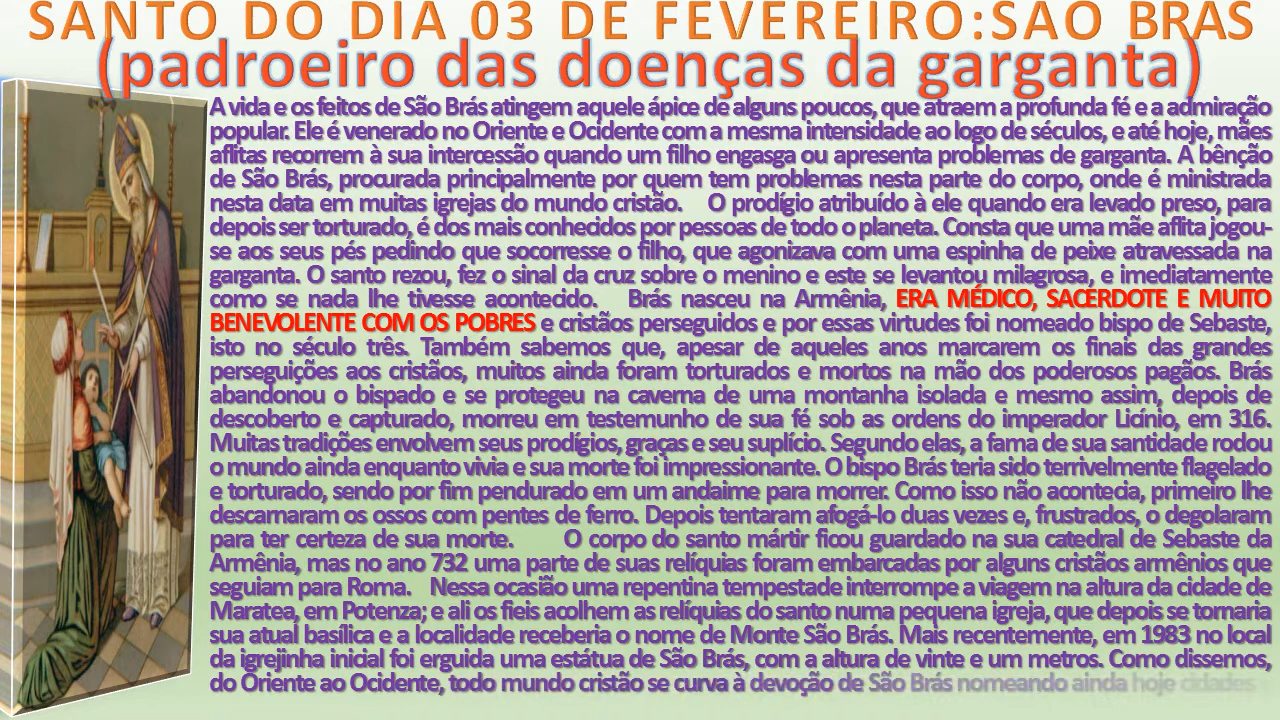 SANTO DO DIA 03 DE FEVEREIRO:SÃO BRÁS
(padroeiro das doenças da garganta)
A vida e os feitos de São Brás atingem aquele ápice de alguns poucos, que atraem a profunda fé e a admiração
popular. Ele é venerado no Oriente e Ocidente com a mesma intensidade ao logo de séculos, e até hoje, mães
aflitas recorrem à sua intercessão quando um filho engasga ou apresenta problemas de garganta. A bênção
de São Brás, procurada principalmente por quem tem problemas nesta parte do corpo, onde é ministrada
nesta data em muitas igrejas do mundo cristão. O prodígio atribuído à ele quando era levado preso, para
depois ser torturado, é dos mais conhecidos por pessoas de todo o planeta. Consta que uma mãe aflita jogou-
se aos seus pés pedindo que socorresse o filho, que agonizava com uma espinha de peixe atravessada na
garganta. O santo rezou, fez o sinal da cruz sobre o menino e este se levantou milagrosa, e imediatamente
como se nada lhe tivesse acontecido. Brás nasceu na Armênia, ERA MÉDICO, SACERDOTE E MUITO
BENEVOLENTE COM OS POBRES e cristãos perseguidos e por essas virtudes foi nomeado bispo de Sebaste,
isto no século três. Também sabemos que, apesar de aqueles anos marcarem os finais das grandes
perseguições aos cristãos, muitos ainda foram torturados e mortos na mão dos poderosos pagãos. Brás
abandonou o bispado e se protegeu na caverna de uma montanha isolada e mesmo assim, depois de
descoberto e capturado, morreu em testemunho de sua fé sob as ordens do imperador Licínio, em 316.
Muitas tradições envolvem seus prodígios, graças e seu suplício. Segundo elas, a fama de sua santidade rodou
o mundo ainda enquanto vivia e sua morte foi impressionante. O bispo Brás teria sido terrivelmente flagelado
e torturado, sendo por fim pendurado em um andaime para morrer. Como isso não acontecia, primeiro lhe
descarnaram os ossos com pentes de ferro. Depois tentaram afogá-lo duas vezes e, frustrados, o degolaram
para ter certeza de sua morte. O corpo do santo mártir ficou guardado na sua catedral de Sebaste da
Armênia, mas no ano 732 uma parte de suas relíquias foram embarcadas por alguns cristãos armênios que
seguiam para Roma. Nessa ocasião uma repentina tempestade interrompe a viagem na altura da cidade de
Maratea, em Potenza; e ali os fieis acolhem as relíquias do santo numa pequena igreja, que depois se tornaria
sua atual basílica e a localidade receberia o nome de Monte São Brás. Mais recentemente, em 1983 no local
da igrejinha inicial foi erguida uma estátua de São Brás, com a altura de vinte e um metros. Como dissemos,
do Oriente ao Ocidente, todo mundo cristão se curva à devoção de São Brás nomeando ainda hoje cidades